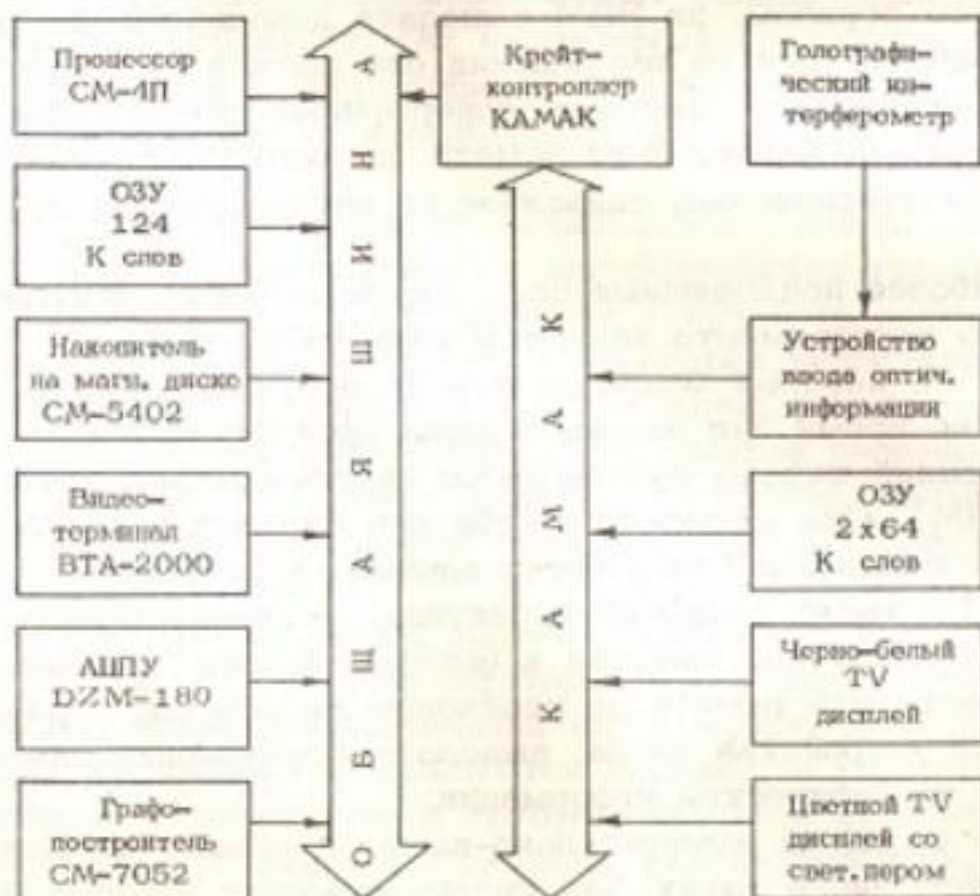 Процессор
СМ-4П
ОЗУ
124
К слов
Накопитель
на магн. диске
СМ-5402
Видео-
терминал
ВТА-2000
АЦПУ
DZM-180
Графо-
построитель
СМ-7052
ОБЩАЯ ШИНА
Крейт-
контроллер
КАМАК
КАМАК
Голографи-
ческий ин-
терферометр
Устройство
ввода оптич.
информации
ОЗУ
2 x 64
К слов
Черно-белый
TV
дисплей
Цветной TV
дисплей со
свет. пером